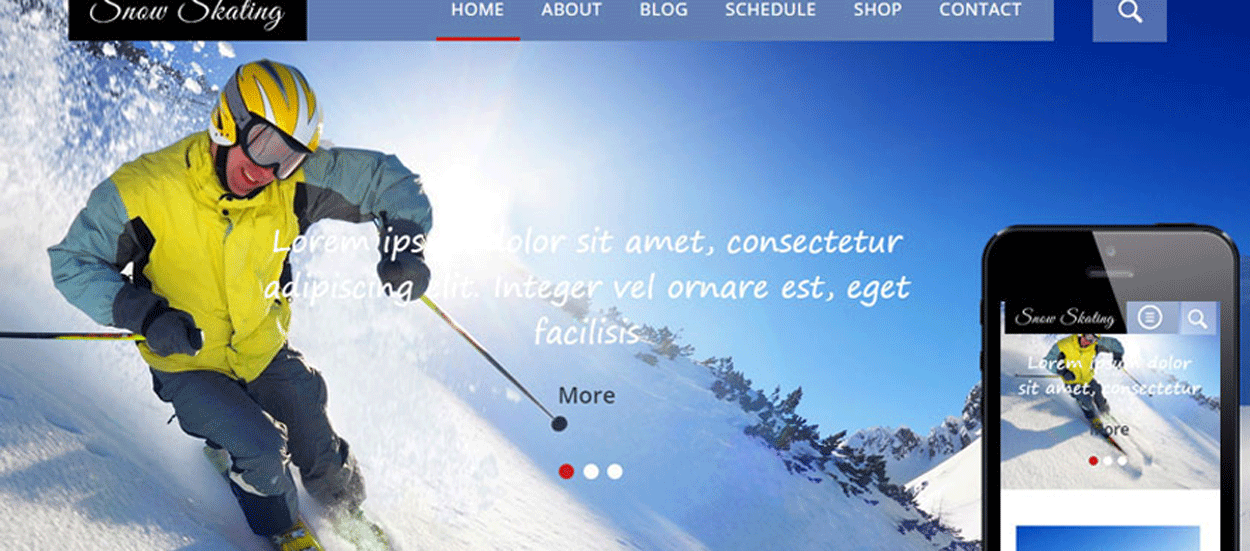 Snow Skating
HOME ABOUT BLOG SCHEDULE SHOP CONTACT
Lorem ipsum dolor sit amet, consectetur
adipiscing elit. Integer vel ornare est, eget
facilisis
More
Snow Skating
Lorem ipsum dolor
sit amet, consectetur
More